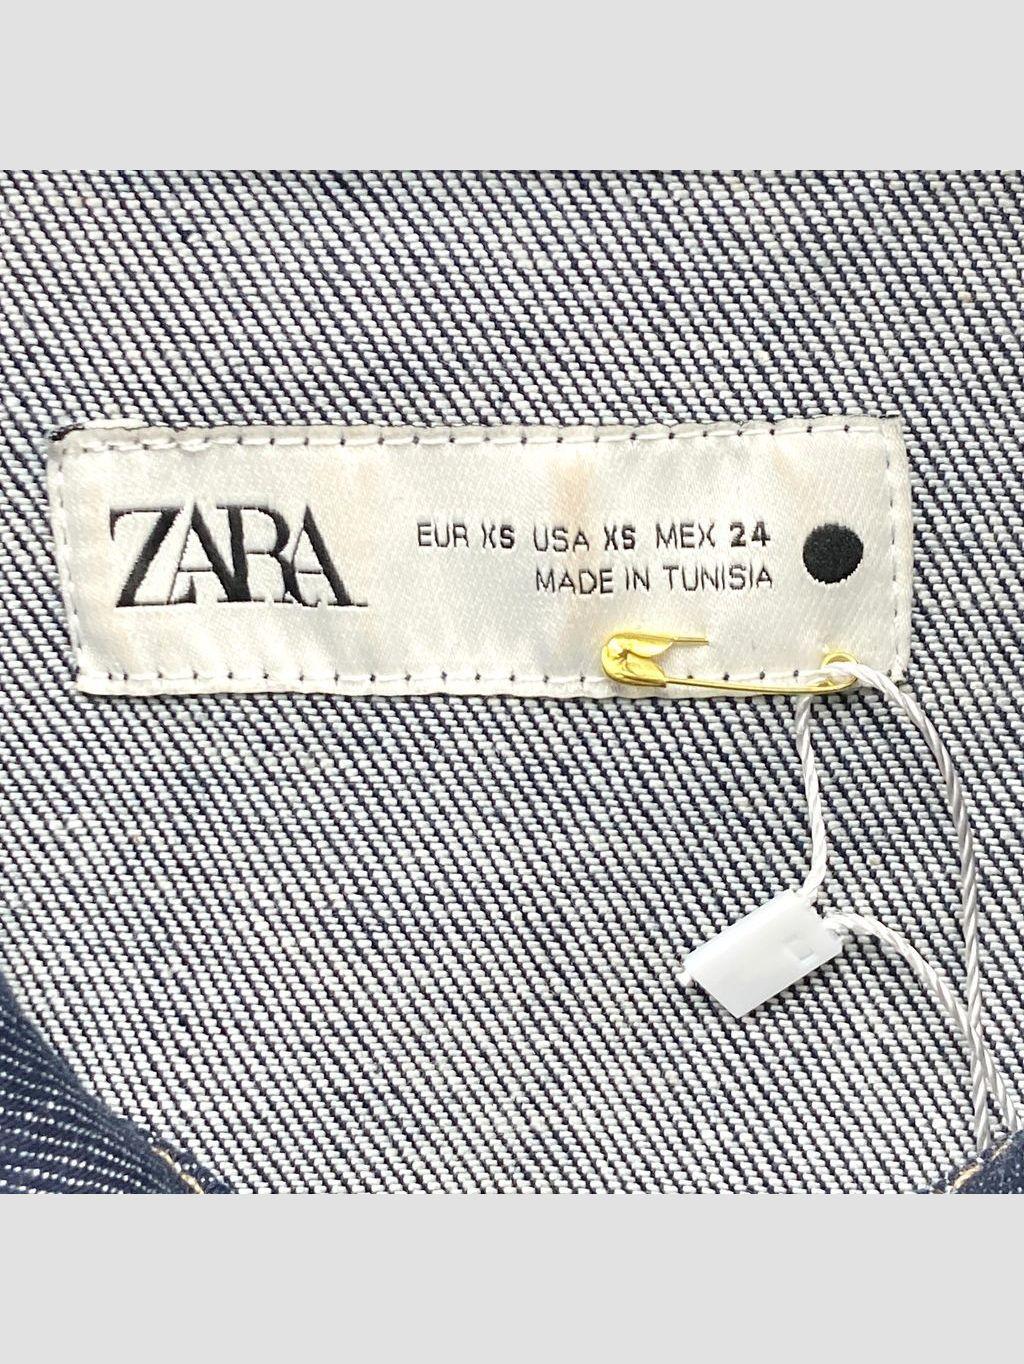 ZARA
EUR XS USA XS MEX 24
MADE IN TUNISIA